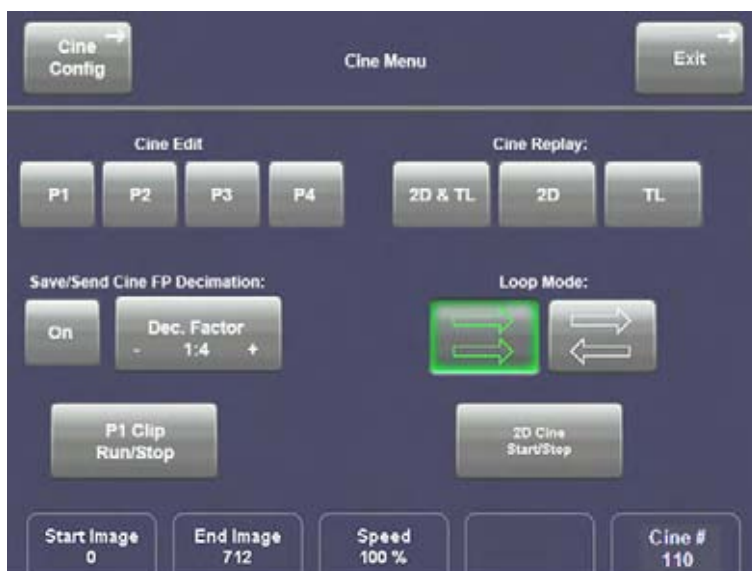 Cine Config
Cine Menu
Exit
Cine Edit
Cine Replay:
P1
P2
P3
P4
2D & TL
2D
TL
Save/Send Cine FP Decimation:
Loop Mode:
On
Dec. Factor
- 1:4 +
P1 Clip
Run/Stop
2D Cine
Start/Stop
Start Image
0
End Image
712
Speed
100 %
Cine #
110